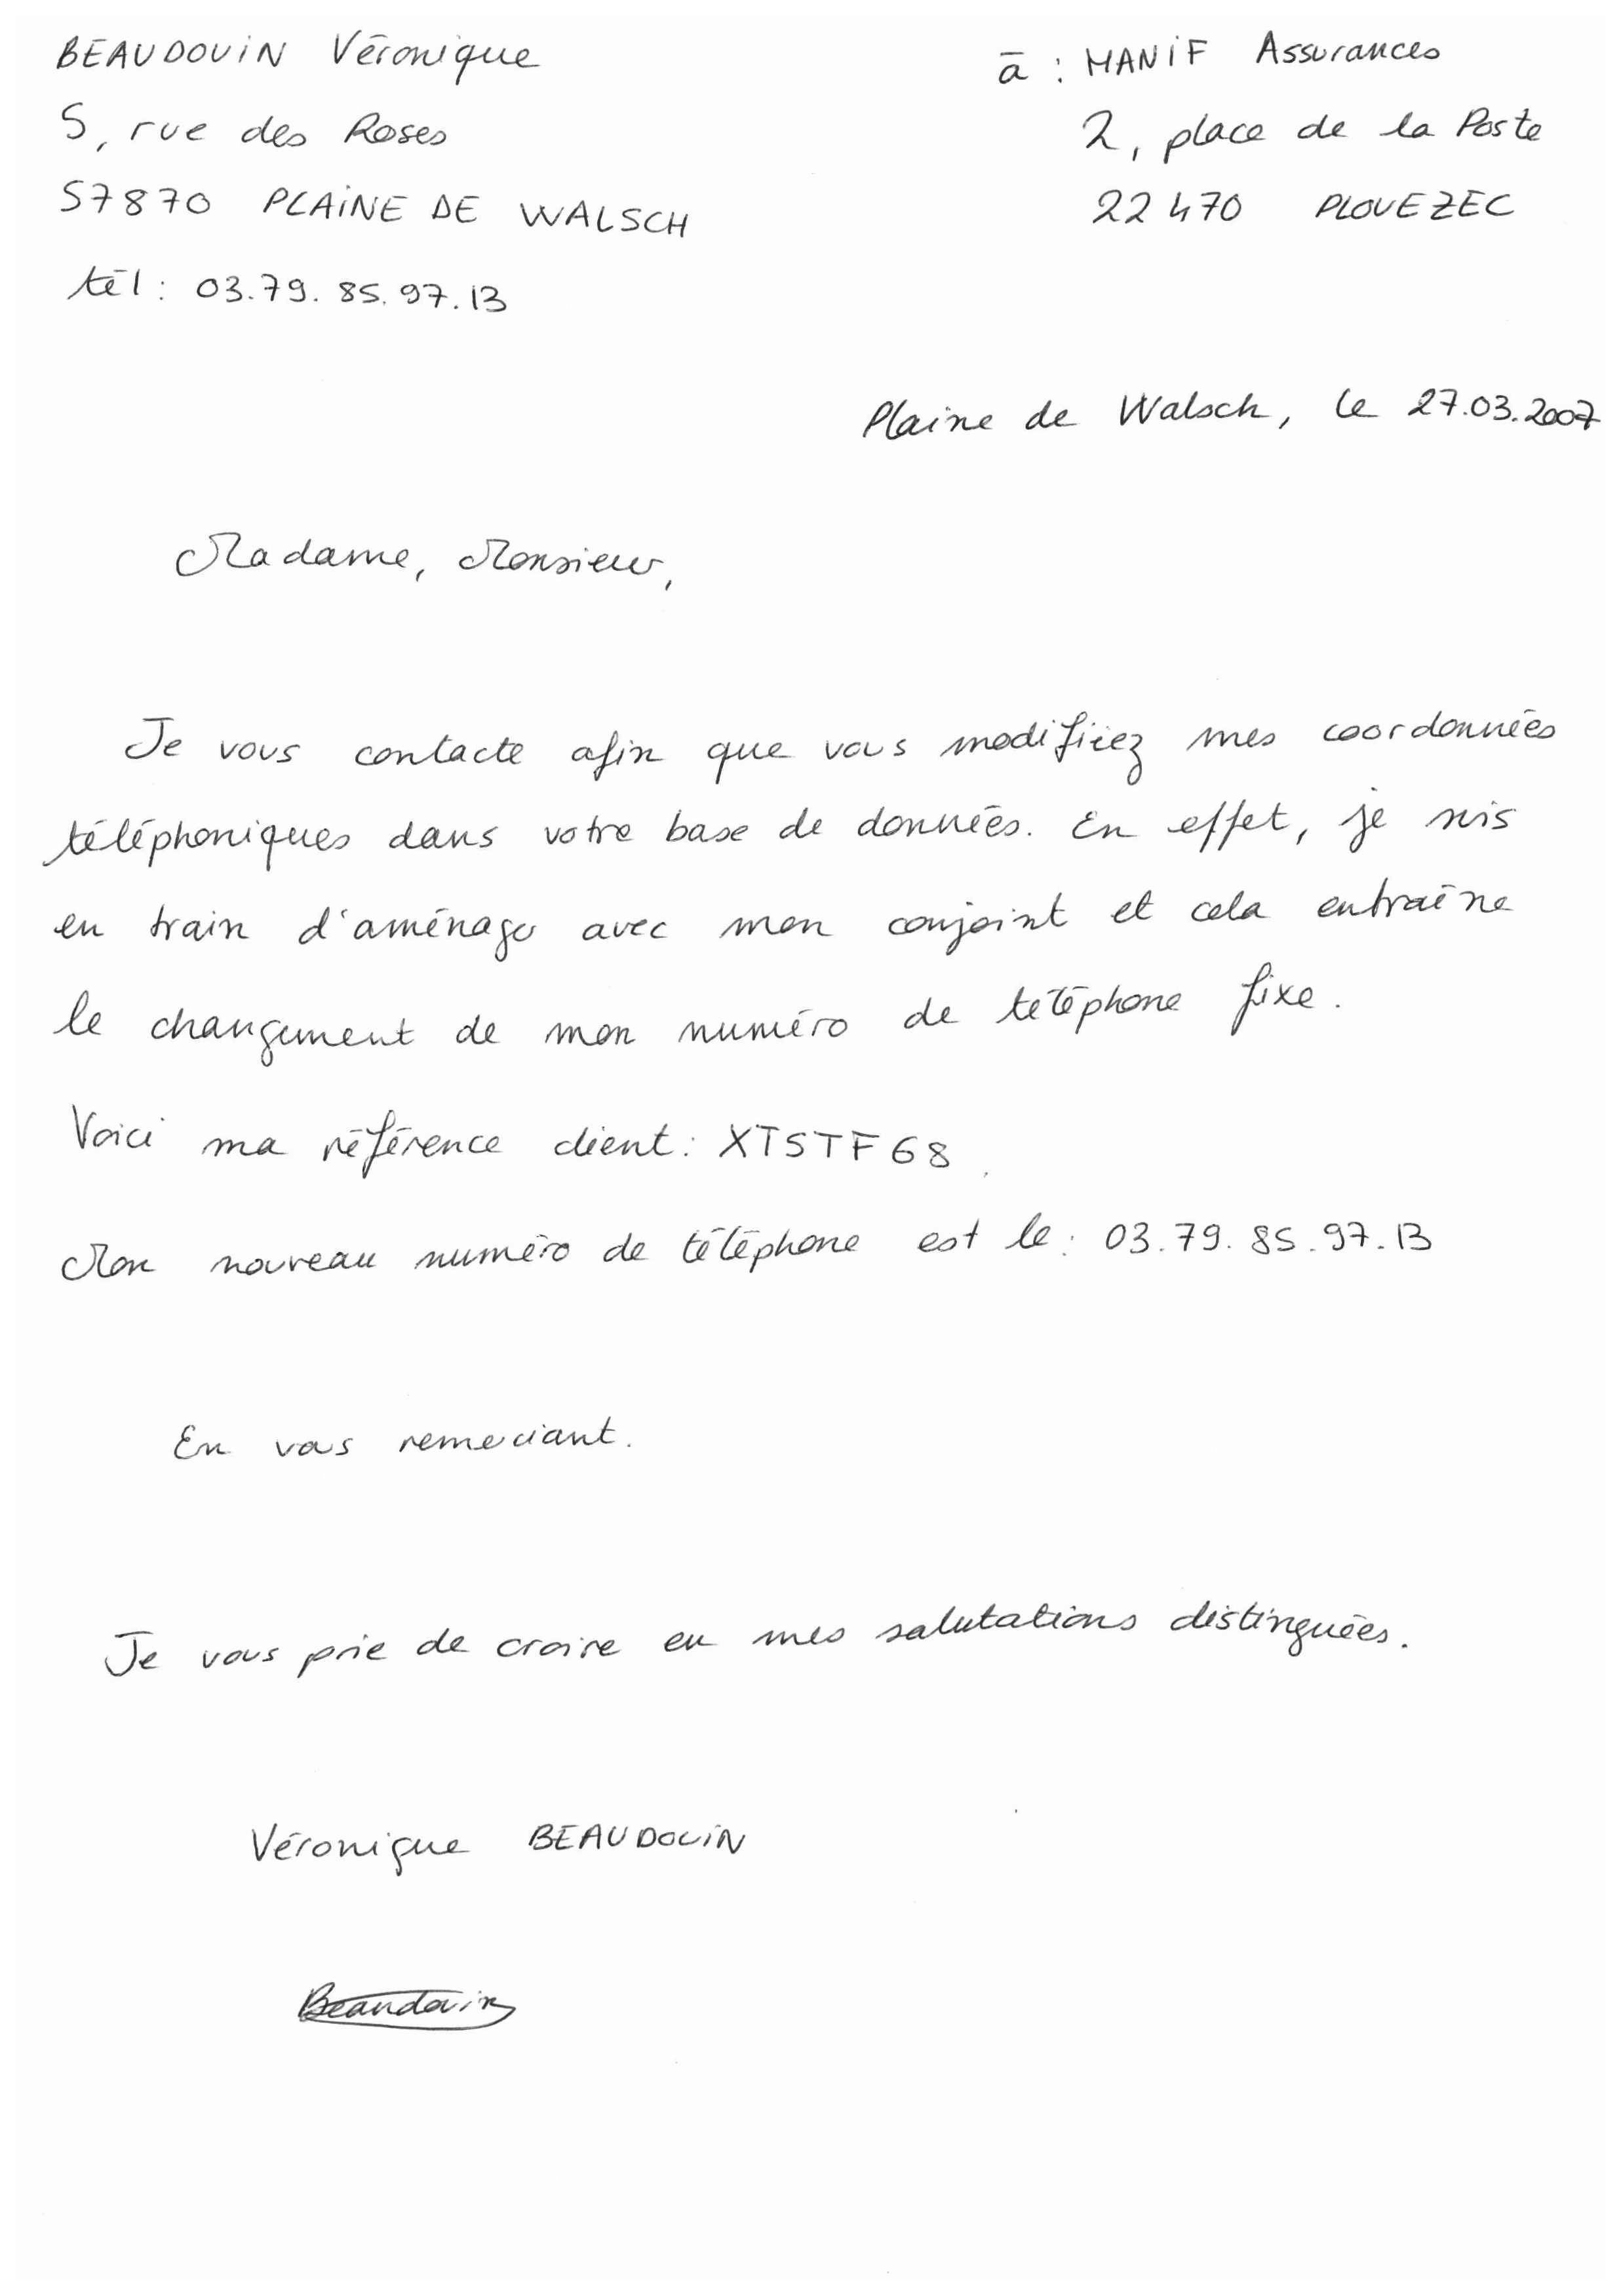 BEAUDOUIN Véronique
5, rue des Roses
57870 PLAINE DE WALSCH
tél : 03.79.85.97.13
à : MANIF Assurances
2, place de la Poste
22470 PLOUEZEC
Plaine de Walsch, le 27.03.2007
Madame, Monsieur,
Je vous contacte afin que vous modifiiez mes coordonnées
téléphoniques dans votre base de données. En effet, je suis
en train d'aménager avec mon conjoint et cela entraîne
le changement de mon numéro de téléphone fixe.
Voici ma référence client : XTSTF68.
Mon nouveau numéro de téléphone est le : 03.79.85.97.13
En vous remerciant.
Je vous prie de croire en mes salutations distinguées.
Véronique BEAUDOUIN
Beaudouin